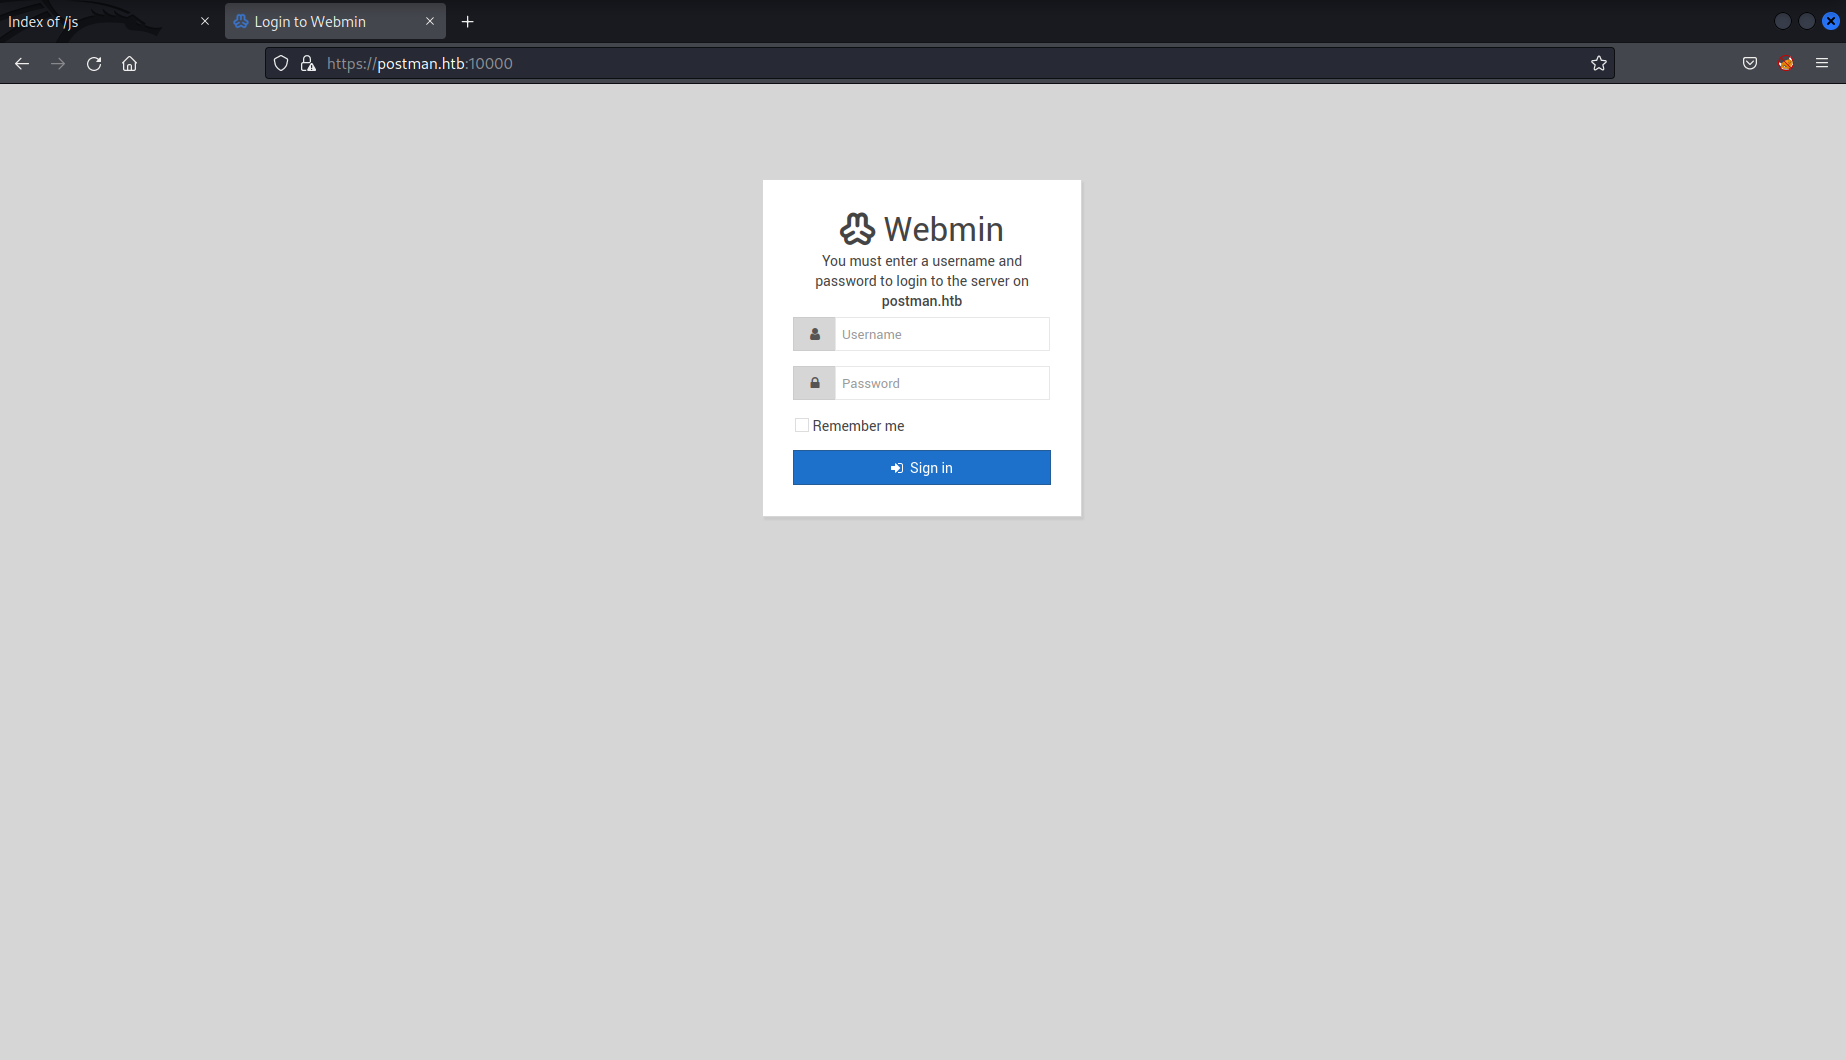 Index of /js
Login to Webmin
https://postman.htb:10000
Webmin
You must enter a username and
password to login to the server on
postman.htb
Username
Password
Remember me
Sign in